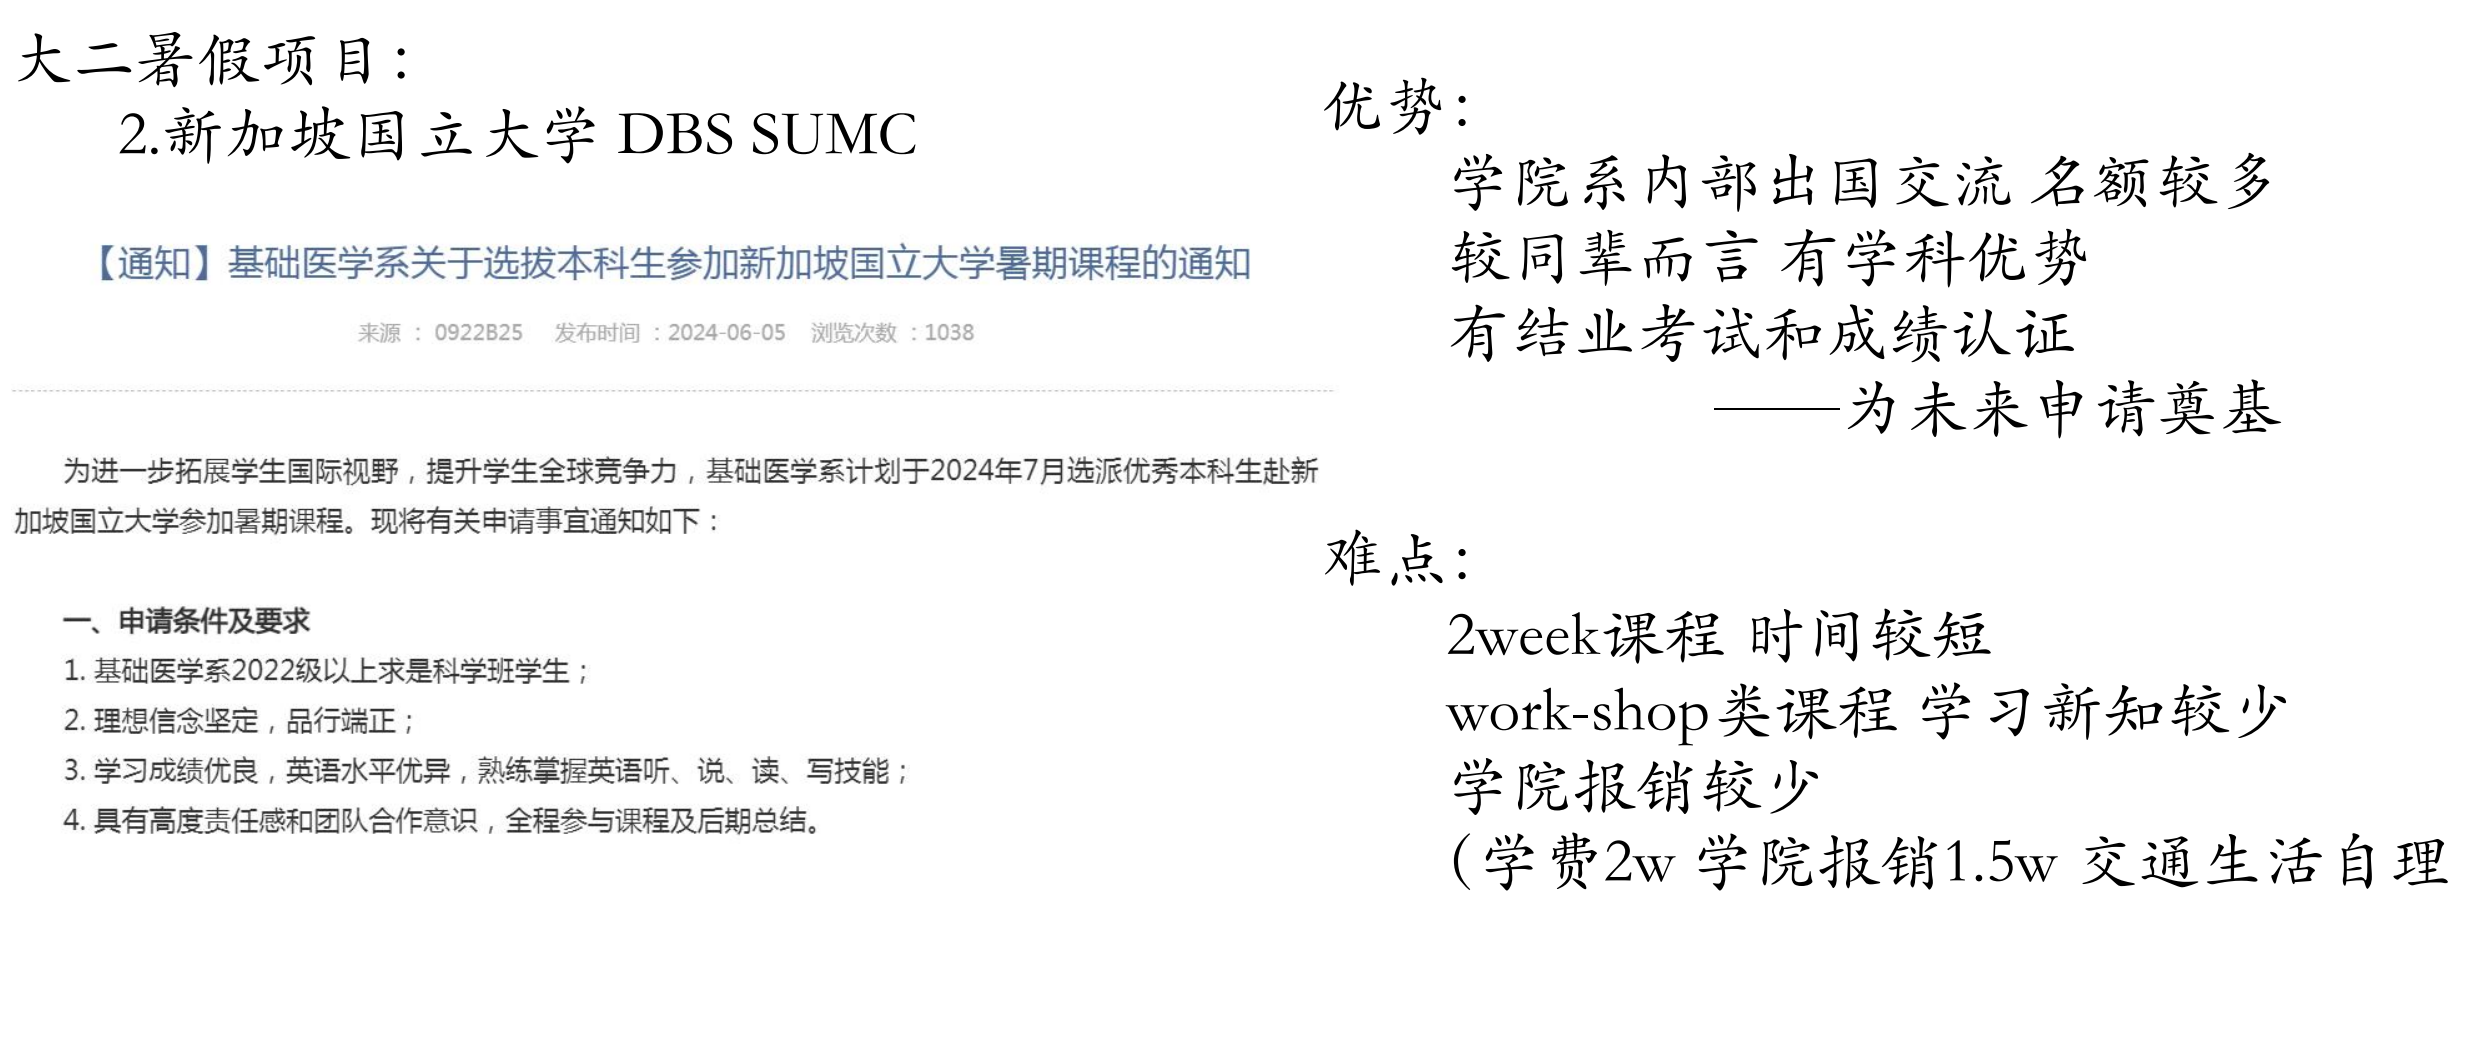 大二暑假项目：
2.新加坡国立大学 DBS SUMC
【通知】基础医学系关于选拔本科生参加新加坡国立大学暑期课程的通知
来源 ： 0922B25 发布时间 ：2024-06-05 浏览次数 ：1038
为进一步拓展学生国际视野，提升学生全球竞争力，基础医学系计划于2024年7月选派优秀本科生赴新
加坡国立大学参加暑期课程。现将有关申请事宜通知如下：
一、申请条件及要求
1. 基础医学系2022级以上求是科学班学生；
2. 理想信念坚定，品行端正；
3. 学习成绩优良，英语水平优异，熟练掌握英语听、说、读、写技能；
4. 具有高度责任感和团队合作意识，全程参与课程及后期总结。
优势：
学院系内部出国交流 名额较多
较同辈而言 有学科优势
有结业考试和成绩认证
——为未来申请奠基
难点：
2week课程 时间较短
work-shop类课程 学习新知较少
学院报销较少
（学费2w 学院报销1.5w 交通生活自理